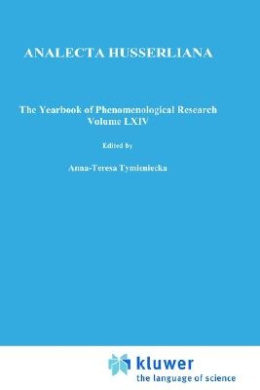 ANALECTA HUSSERLIANA
The Yearbook of Phenomenological Research
Volume LXIV
Edited by
Anna-Teresa Tymieniecka
kluwer
the language of science